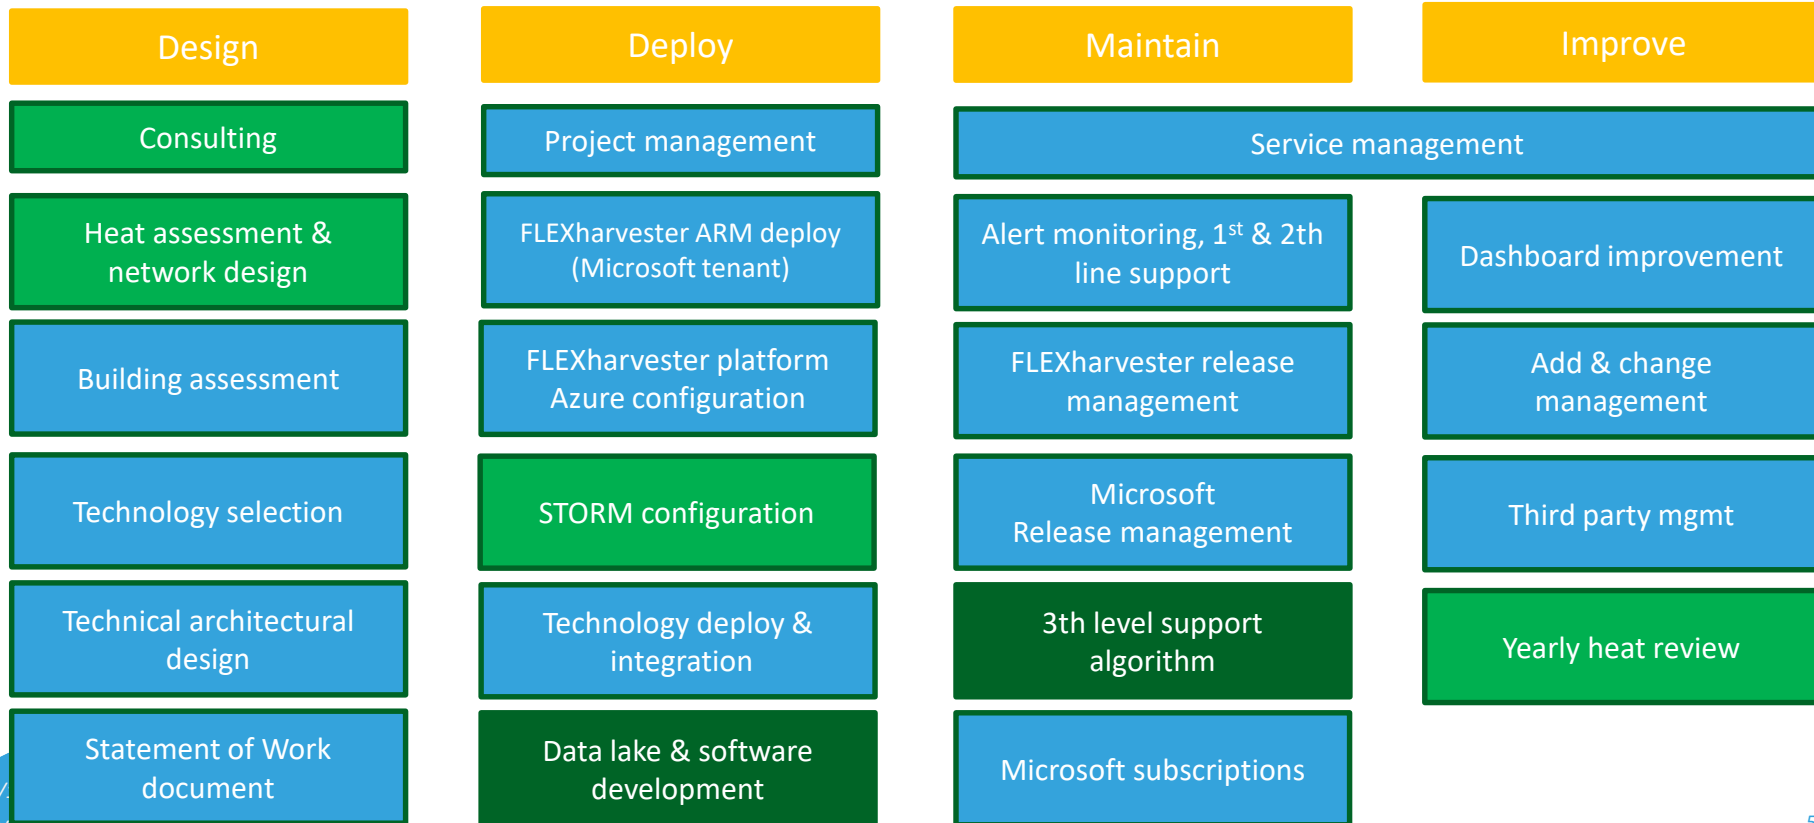 Design
Consulting
Heat assessment &
network design
Building assessment
Technology selection
Technical architectural
design
Statement of Work
document
Deploy
Project management
FLEXharvester ARM deploy
(Microsoft tenant)
FLEXharvester platform
Azure configuration
STORM configuration
Technology deploy &
integration
Data lake & software
development
Maintain
Improve
Service management
Alert monitoring, 1st & 2th
line support
FLEXharvester release
management
Microsoft
Release management
3th level support
algorithm
Microsoft subscriptions
Dashboard improvement
Add & change
management
Third party mgmt
Yearly heat review
5